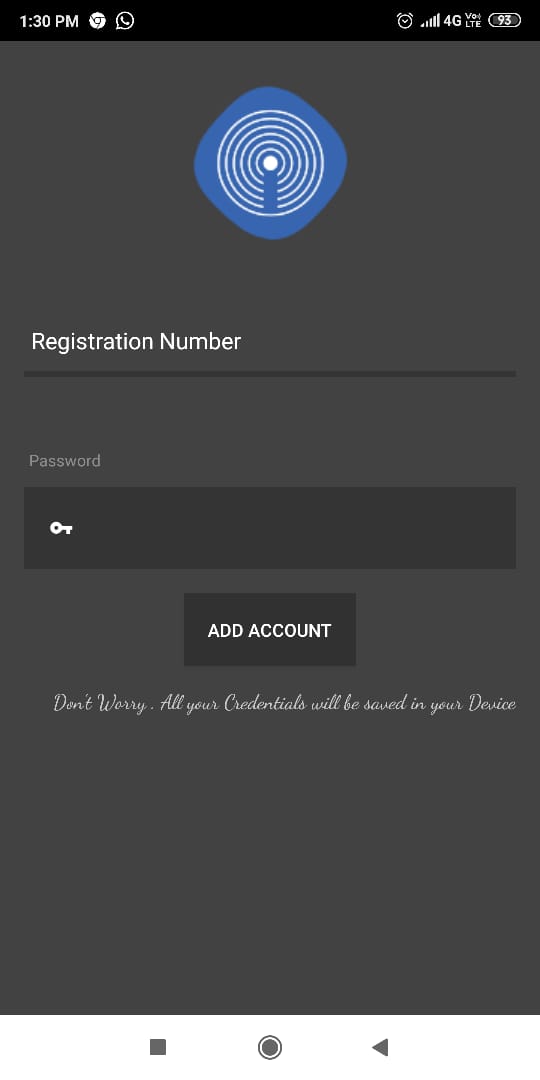 1:30 PM 4G Vo) LTE 93
Registration Number
Password
ADD ACCOUNT
Don't Worry . All your Credentials will be saved in your Device